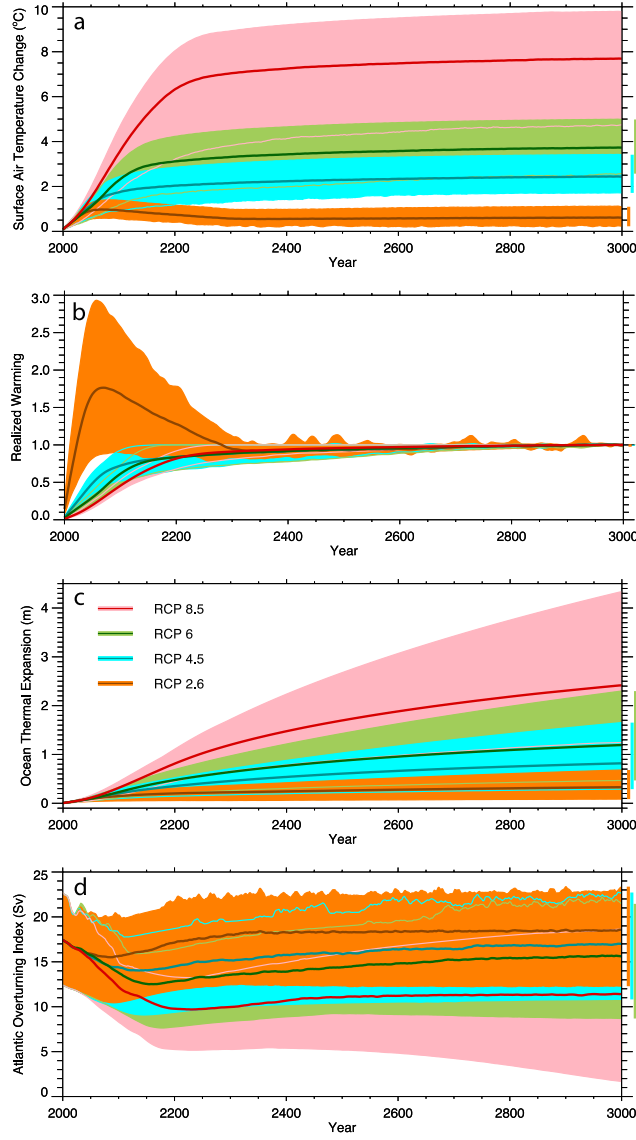 a
10
8
6
4
2
0
Surface Air Temperature Change (°C)
2000 2200 2400 2600 2800 3000
Year
b
3.0
2.5
2.0
1.5
1.0
0.5
0.0
Realized Warming
2000 2200 2400 2600 2800 3000
Year
c
4
3
2
1
0
Ocean Thermal Expansion (m)
RCP 8.5
RCP 6
RCP 4.5
RCP 2.6
2000 2200 2400 2600 2800 3000
Year
d
25
20
15
10
5
0
Atlantic Overturning Index (Sv)
2000 2200 2400 2600 2800 3000
Year